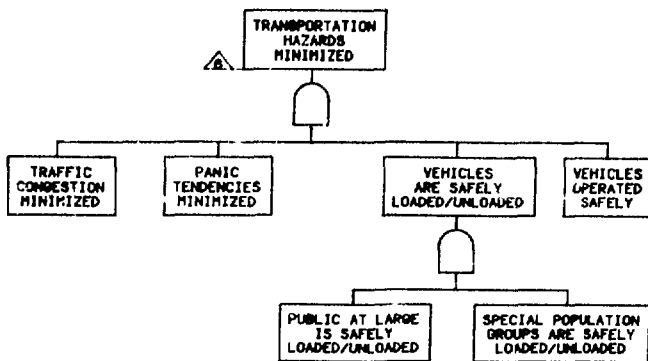 TRANSPORTATION
HAZARDS
MINIMIZED
TRAFFIC
CONGESTION
MINIMIZED
PANIC
TENDENCIES
MINIMIZED
VEHICLES
ARE SAFELY
LOADED/UNLOADED
VEHICLES
OPERATED
SAFELY
PUBLIC AT LARGE
IS SAFELY
LOADED/UNLOADED
SPECIAL POPULATION
GROUPS ARE SAFELY
LOADED/UNLOADED